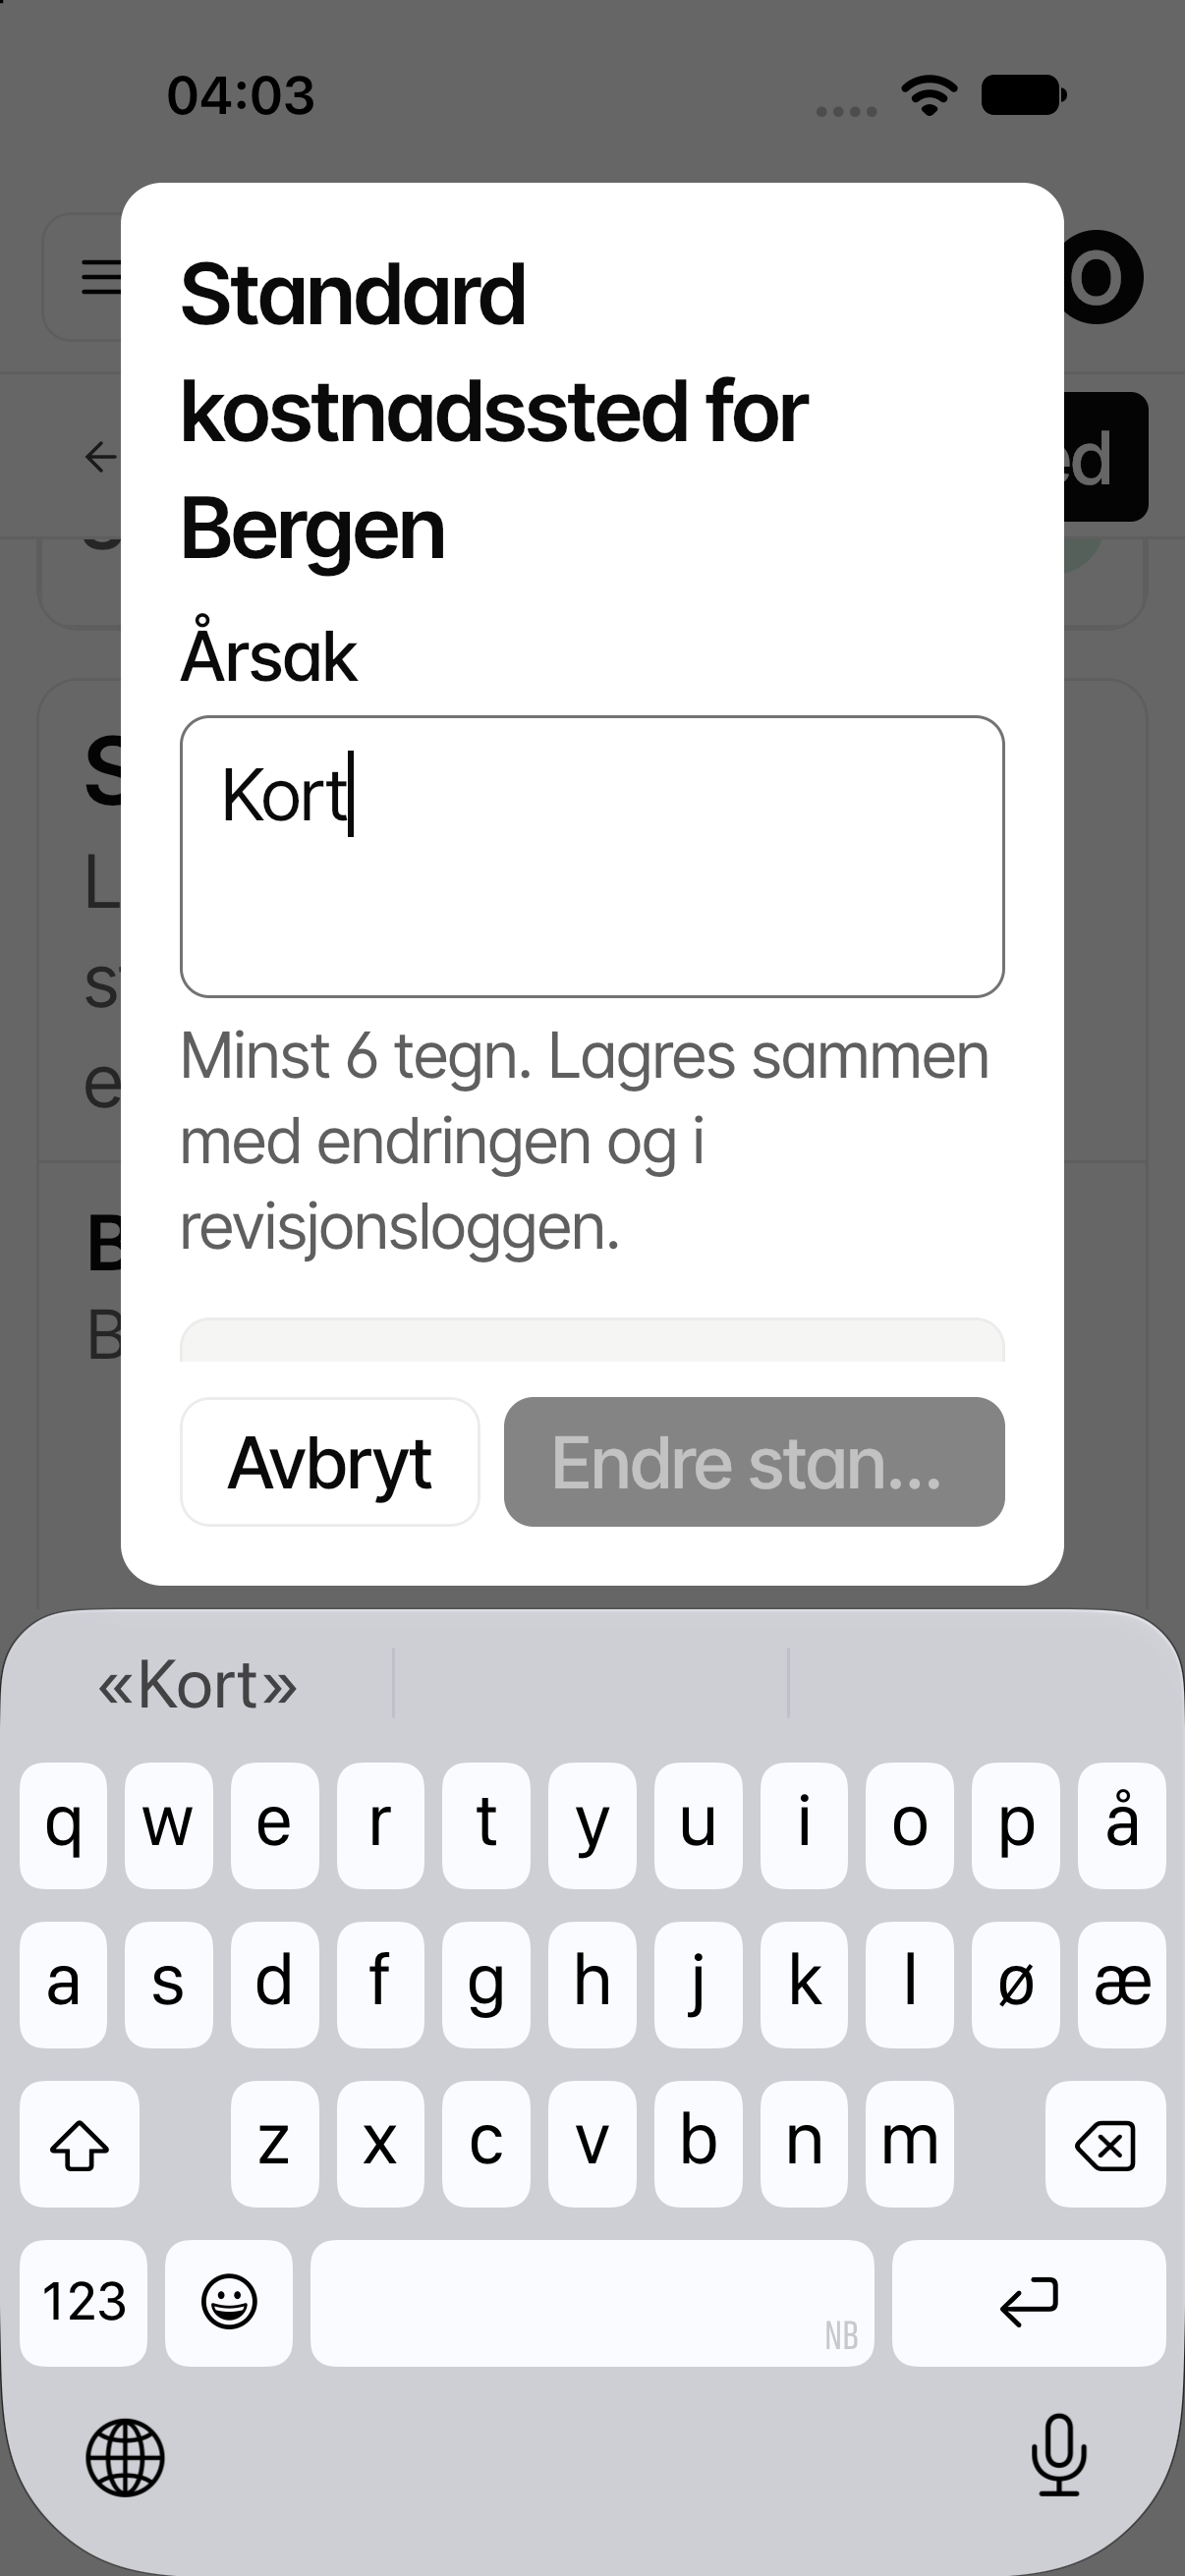 04:03
O
ed
Standard
kostnadssted for
Bergen
Årsak
Kort
Minst 6 tegn. Lagres sammen
med endringen og i
revisjonsloggen.
Avbryt
Endre stan...
«Kort»
q w e r t y u i o p å
a s d f g h j k l ø æ
z x c v b n m
123
NB